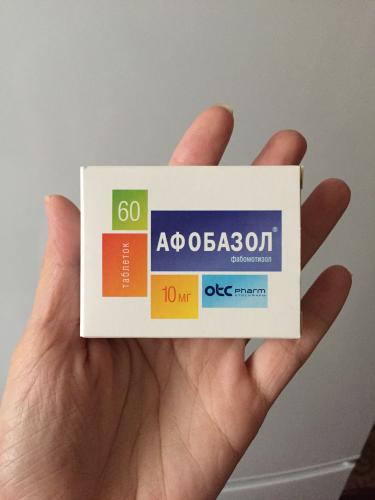 60
таблеток
АФОБАЗОЛ®
фабомотизол
10 мг
otc pharm